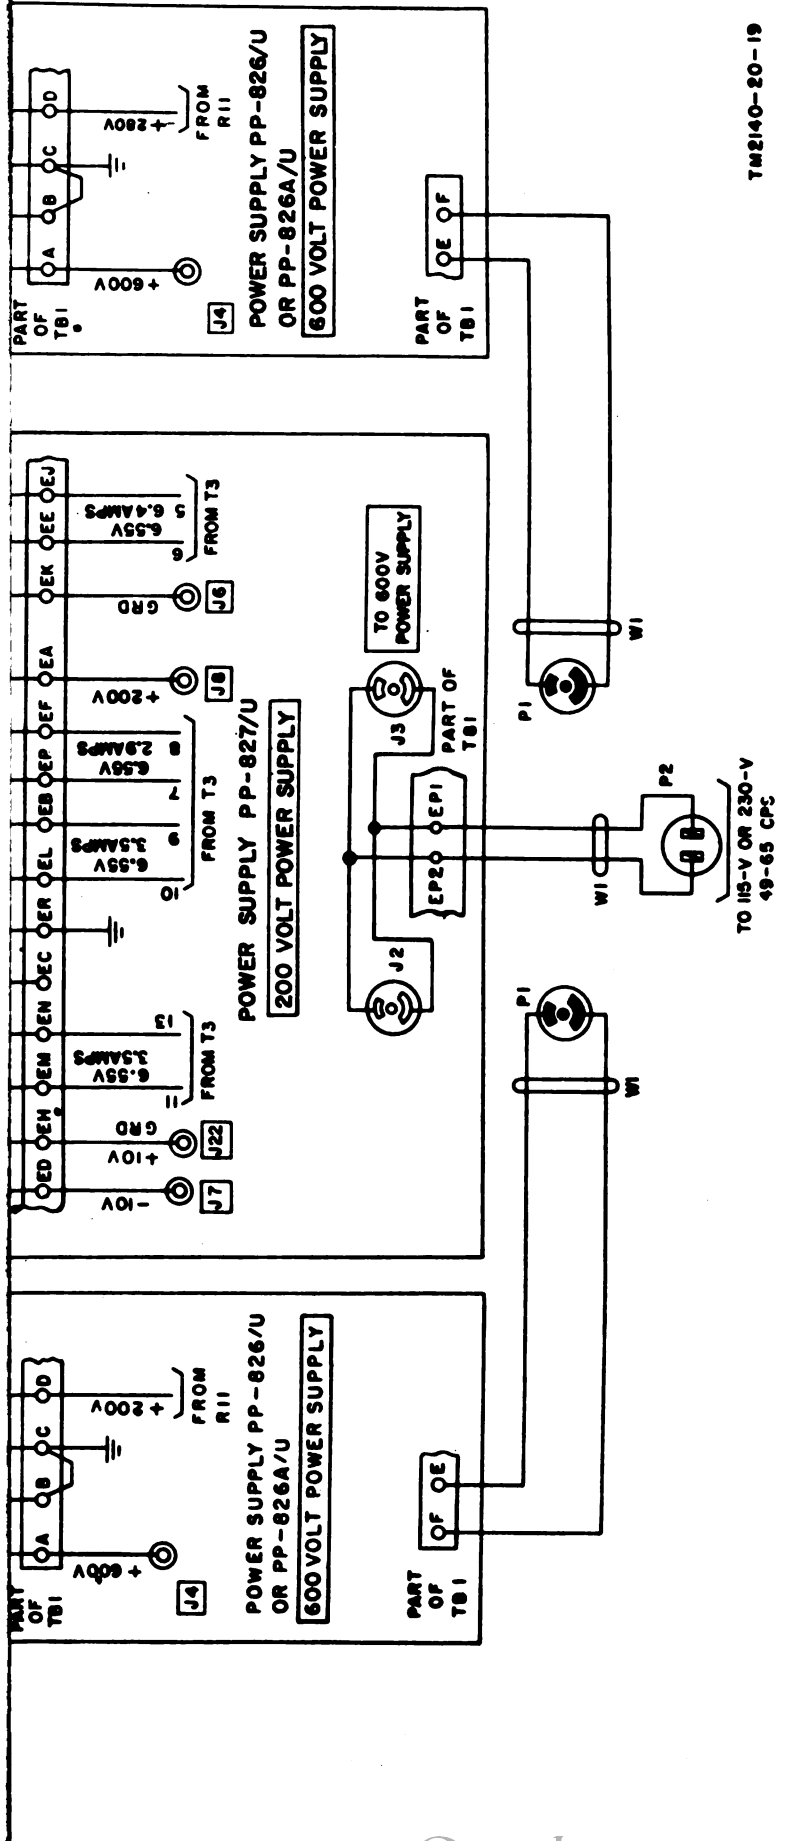 PART
OF
TB1
A
B
C
D
+600V
+200V
FROM
R11
J4
POWER SUPPLY PP-826/U
OR PP-826A/U
600 VOLT POWER SUPPLY
PART
OF
TB1
F
E
W1
P1
ED
EH
EM
EN
EC
ER
EL
EB
EP
EF
EA
EK
EE
EJ
-10V
+10V
GRD
11
6.55V
3.5AMPS
13
FROM T3
10
6.55V
3.5AMPS
9
7
6.55V
2.9AMPS
8
FROM T3
+200V
GRD
6
6.55V
6.4AMPS
5
FROM T3
J7
J22
J8
J6
POWER SUPPLY PP-827/U
200 VOLT POWER SUPPLY
J2
J3
TO 600V
POWER SUPPLY
EP2
EP1
PART OF
TB1
W1
P2
TO 115-V OR 230-V
49-65 CPS
PART
OF
TB1
A
B
C
D
+600V
+280V
FROM
R11
J4
POWER SUPPLY PP-826/U
OR PP-826A/U
600 VOLT POWER SUPPLY
PART
OF
TB1
E
F
P1
W1
TM2140-20-19